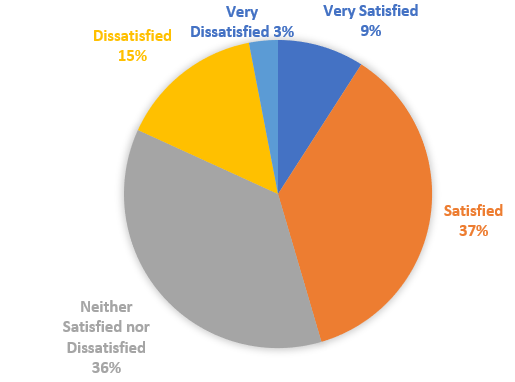 Very Satisfied
9%
Satisfied
37%
Neither
Satisfied nor
Dissatisfied
36%
Dissatisfied
15%
Very
Dissatisfied 3%